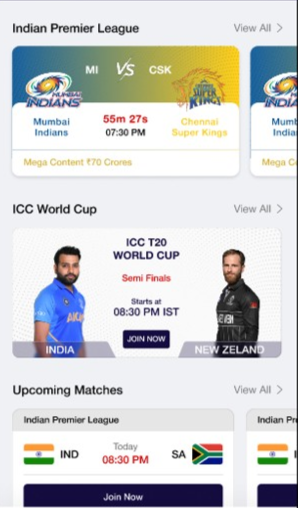 Indian Premier League View All >
MI VS CSK
MUMBAI
INDIANS
CHENNAI
SUPER
KINGS
Mumbai
Indians
55m 27s
07:30 PM
Chennai
Super Kings
Mega Content ₹70 Crores
INDIANS
Mumb
India
Mega Co
ICC World Cup View All >
ICC T20
WORLD CUP
Semi Finals
Starts at
08:30 PM IST
JOIN NOW
INDIA
NEW ZELAND
Upcoming Matches View All >
Indian Premier League
Indian Pr
IND
Today
08:30 PM
SA
Join Now